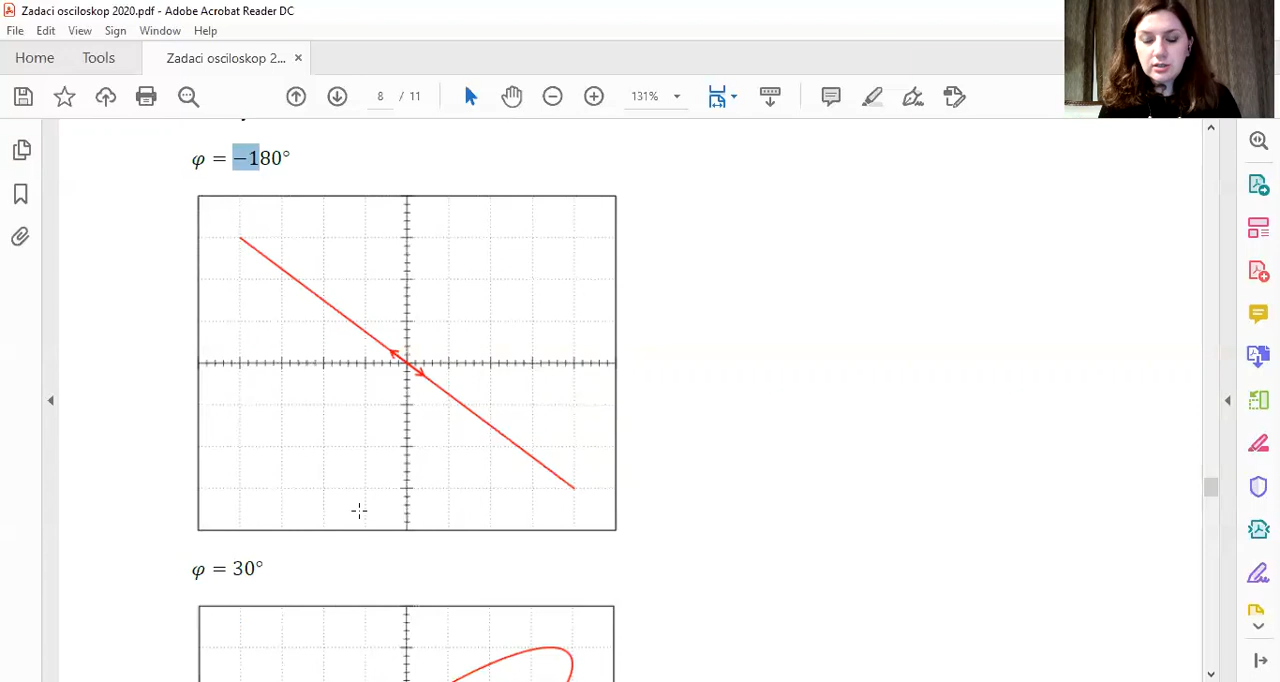 Zadaci osciloskop 2020.pdf - Adobe Acrobat Reader DC
File Edit View Sign Window Help
Home Tools Zadaci osciloskop 2... ×
8 / 11 131%
φ = −180°
φ = 30°